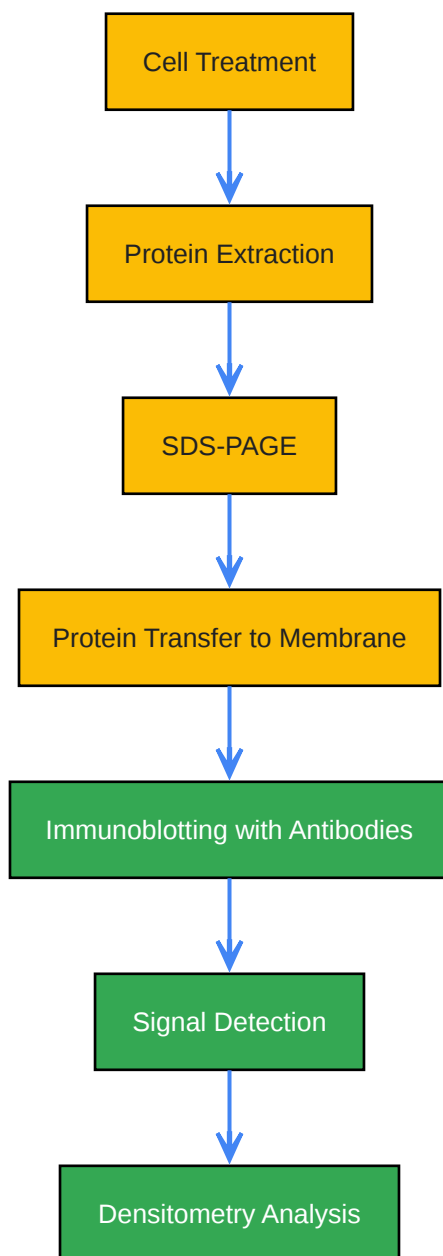 Cell Treatment
Protein Extraction
SDS-PAGE
Protein Transfer to Membrane
Immunoblotting with Antibodies
Signal Detection
Densitometry Analysis